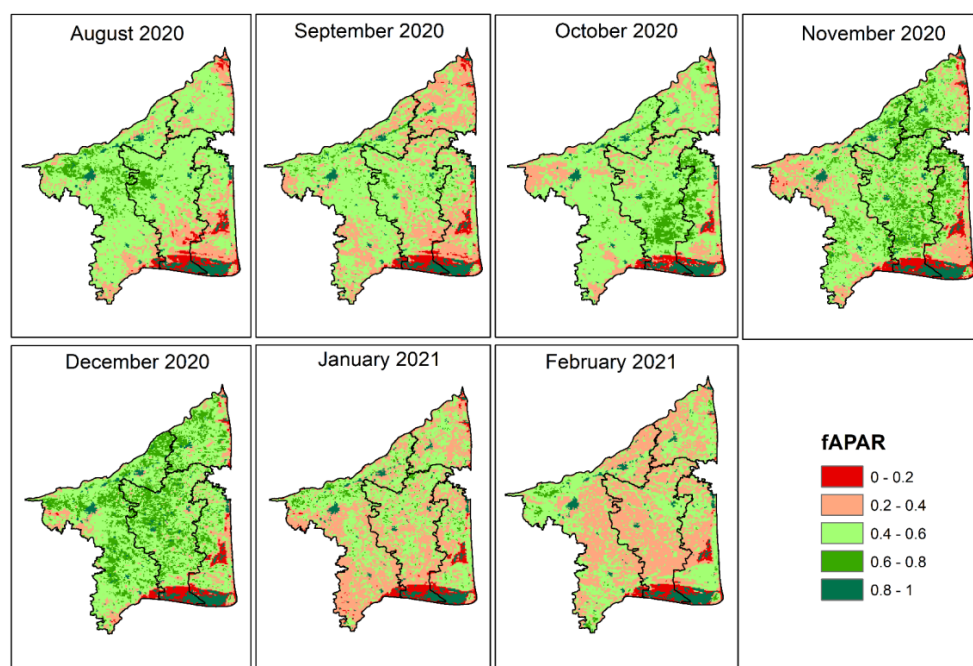 August 2020
September 2020
October 2020
November 2020
December 2020
January 2021
February 2021
fAPAR
0 - 0.2
0.2 - 0.4
0.4 - 0.6
0.6 - 0.8
0.8 - 1